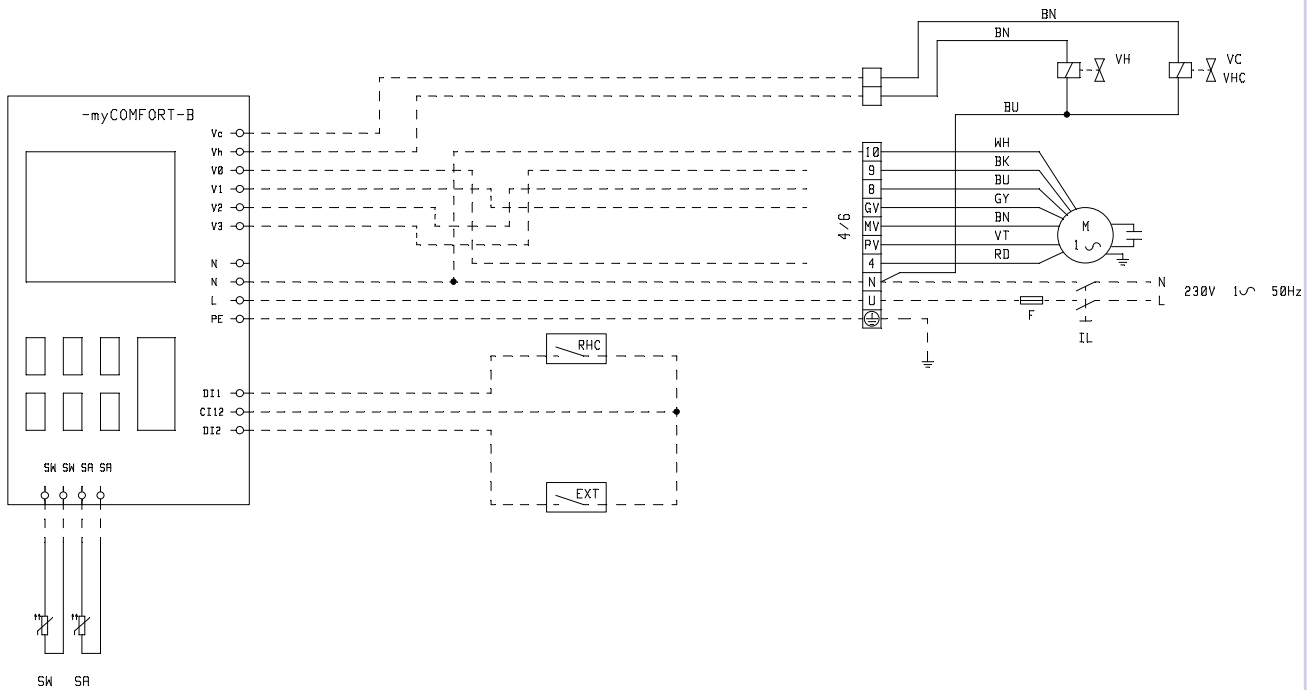 BN
BN
VH
VC
VHC
-myCOMFORT-B
BU
Vc
Vh
V0
V1
V2
V3
N
N
L
PE
10
9
8
GV
MV
PV
4
N
U
4/6
WH
BK
BU
GY
BN
VT
RD
M
1
N
L
230V 1 50Hz
F
IL
RHC
DI1
CI12
DI2
EXT
SW SW SA SA
SW SA